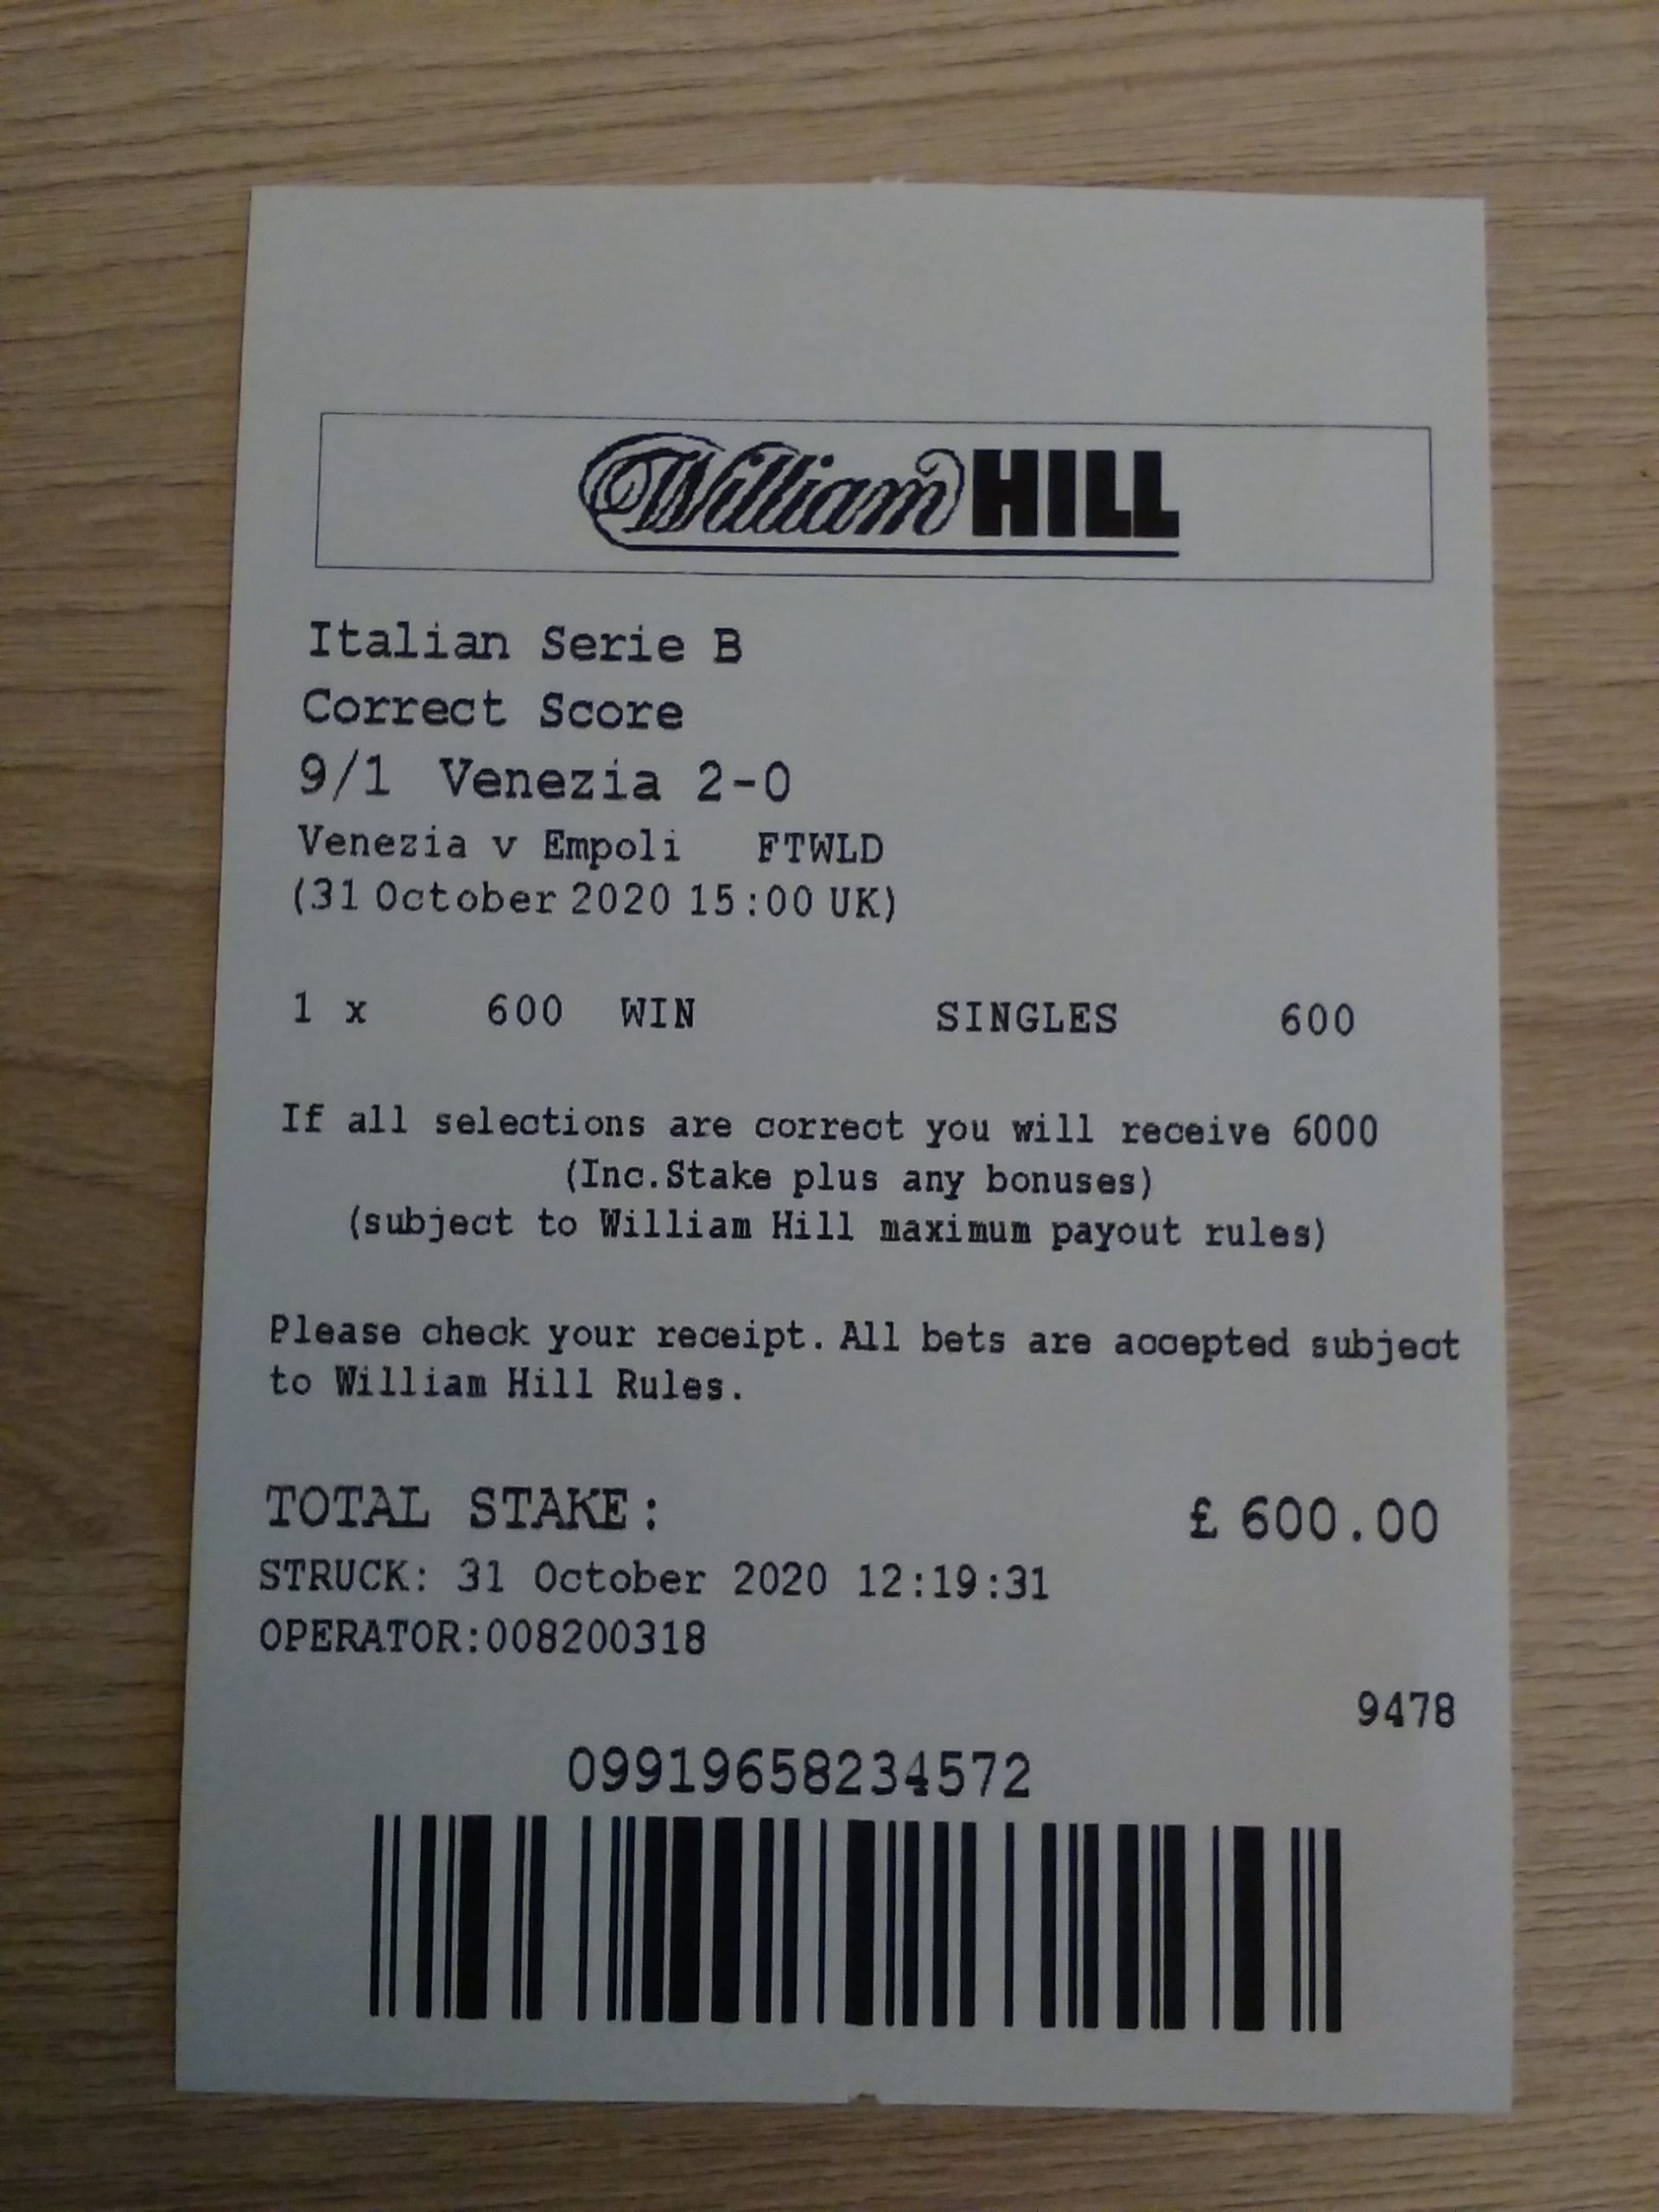 William HILL
Italian Serie B
Correct Score
9/1 Venezia 2-0
Venezia v Empoli FTWLD
(31 October 2020 15:00 UK)
1 x 600 WIN SINGLES 600
If all selections are correct you will receive 6000
(Inc.Stake plus any bonuses)
(subject to William Hill maximum payout rules)
Please check your receipt. All bets are accepted subject
to William Hill Rules.
TOTAL STAKE: £ 600.00
STRUCK: 31 October 2020 12:19:31
OPERATOR:008200318
9478
09919658234572